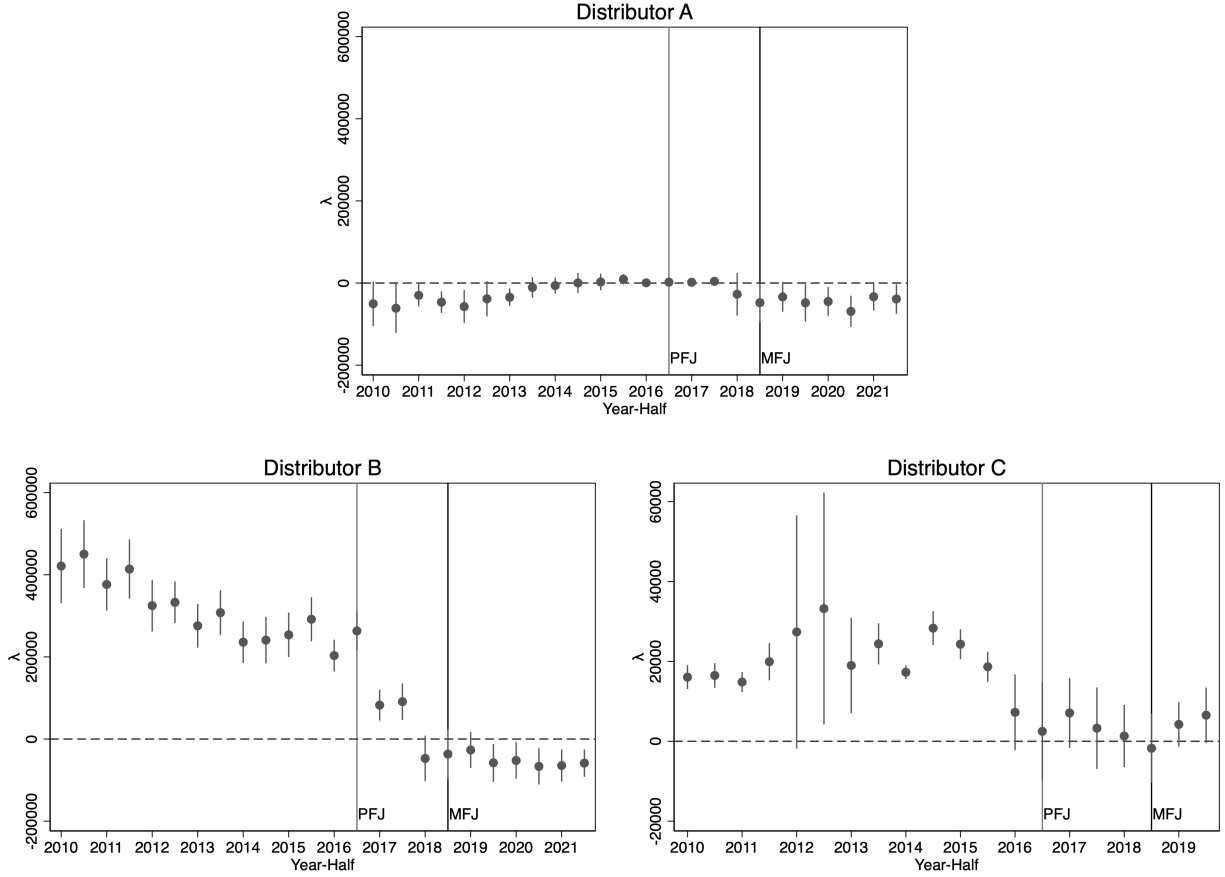 Distributor A
600000
400000
200000
0
-200000
λ
PFJ
MFJ
2010 2011 2012 2013 2014 2015 2016 2017 2018 2019 2020 2021
Year-Half
Distributor B
600000
400000
200000
0
-200000
λ
PFJ
MFJ
2010 2011 2012 2013 2014 2015 2016 2017 2018 2019 2020 2021
Year-Half
Distributor C
60000
40000
20000
0
-20000
λ
PFJ
MFJ
2010 2011 2012 2013 2014 2015 2016 2017 2018 2019
Year-Half